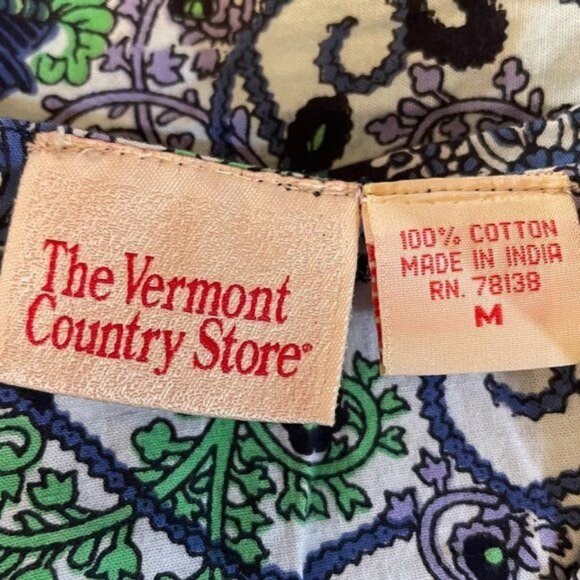 The Vermont
Country Store®
100% COTTON
MADE IN INDIA
RN. 78138
M